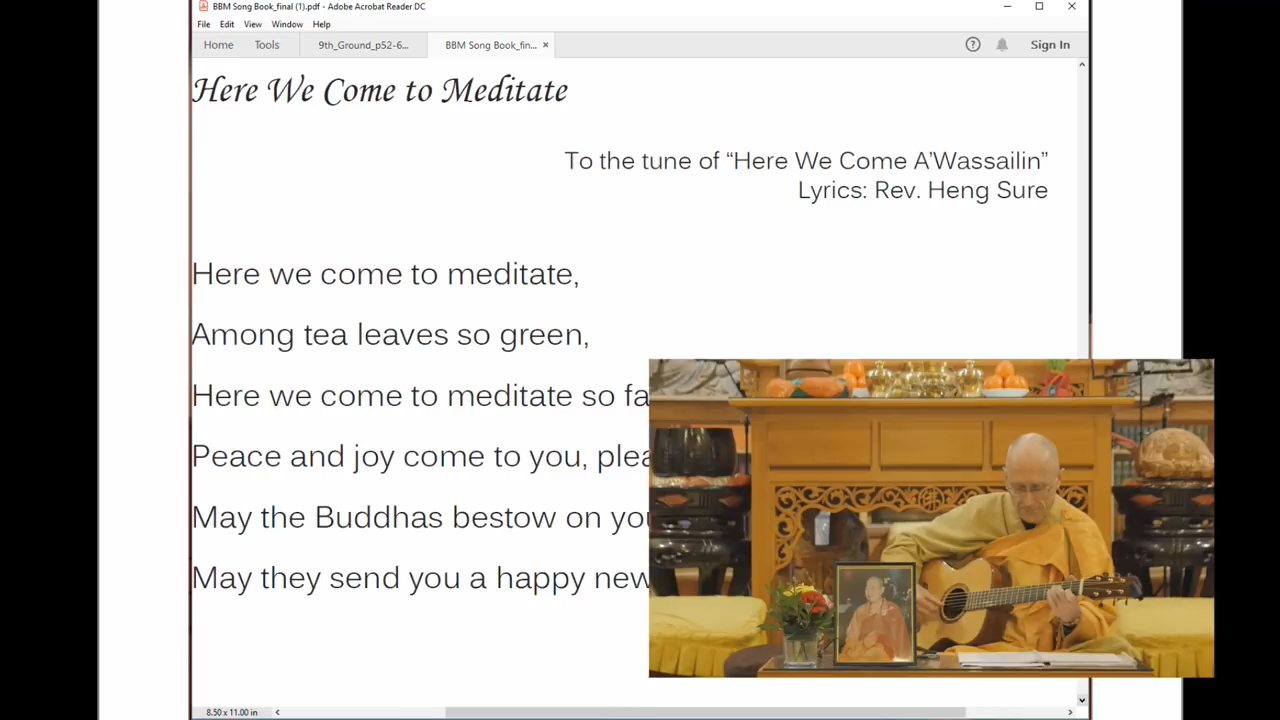 BBM Song Book_final (1).pdf - Adobe Acrobat Reader DC
File Edit View Window Help
Home Tools 9th_Ground_p52-6... BBM Song Book_fin... × ? Sign In
Here We Come to Meditate
To the tune of “Here We Come A’Wassailin”
Lyrics: Rev. Heng Sure
Here we come to meditate,
Among tea leaves so green,
Here we come to meditate so fa
Peace and joy come to you, plea
May the Buddhas bestow on you
May they send you a happy new
8.50 x 11.00 in